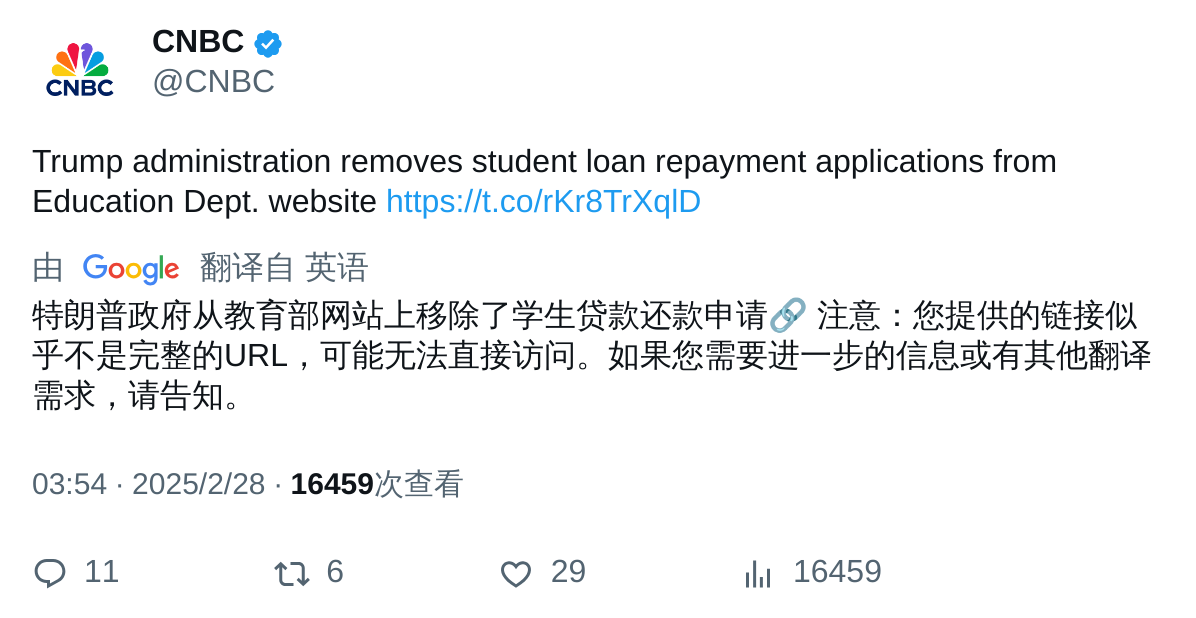 CNBC
CNBC
@CNBC
Trump administration removes student loan repayment applications from
Education Dept. website https://t.co/rKr8TrXqlD
由 Google 翻译自 英语
特朗普政府从教育部网站上移除了学生贷款还款申请🔗 注意：您提供的链接似
乎不是完整的URL，可能无法直接访问。如果您需要进一步的信息或有其他翻译
需求，请告知。
03:54 · 2025/2/28 · 16459次查看
11 6 29 16459